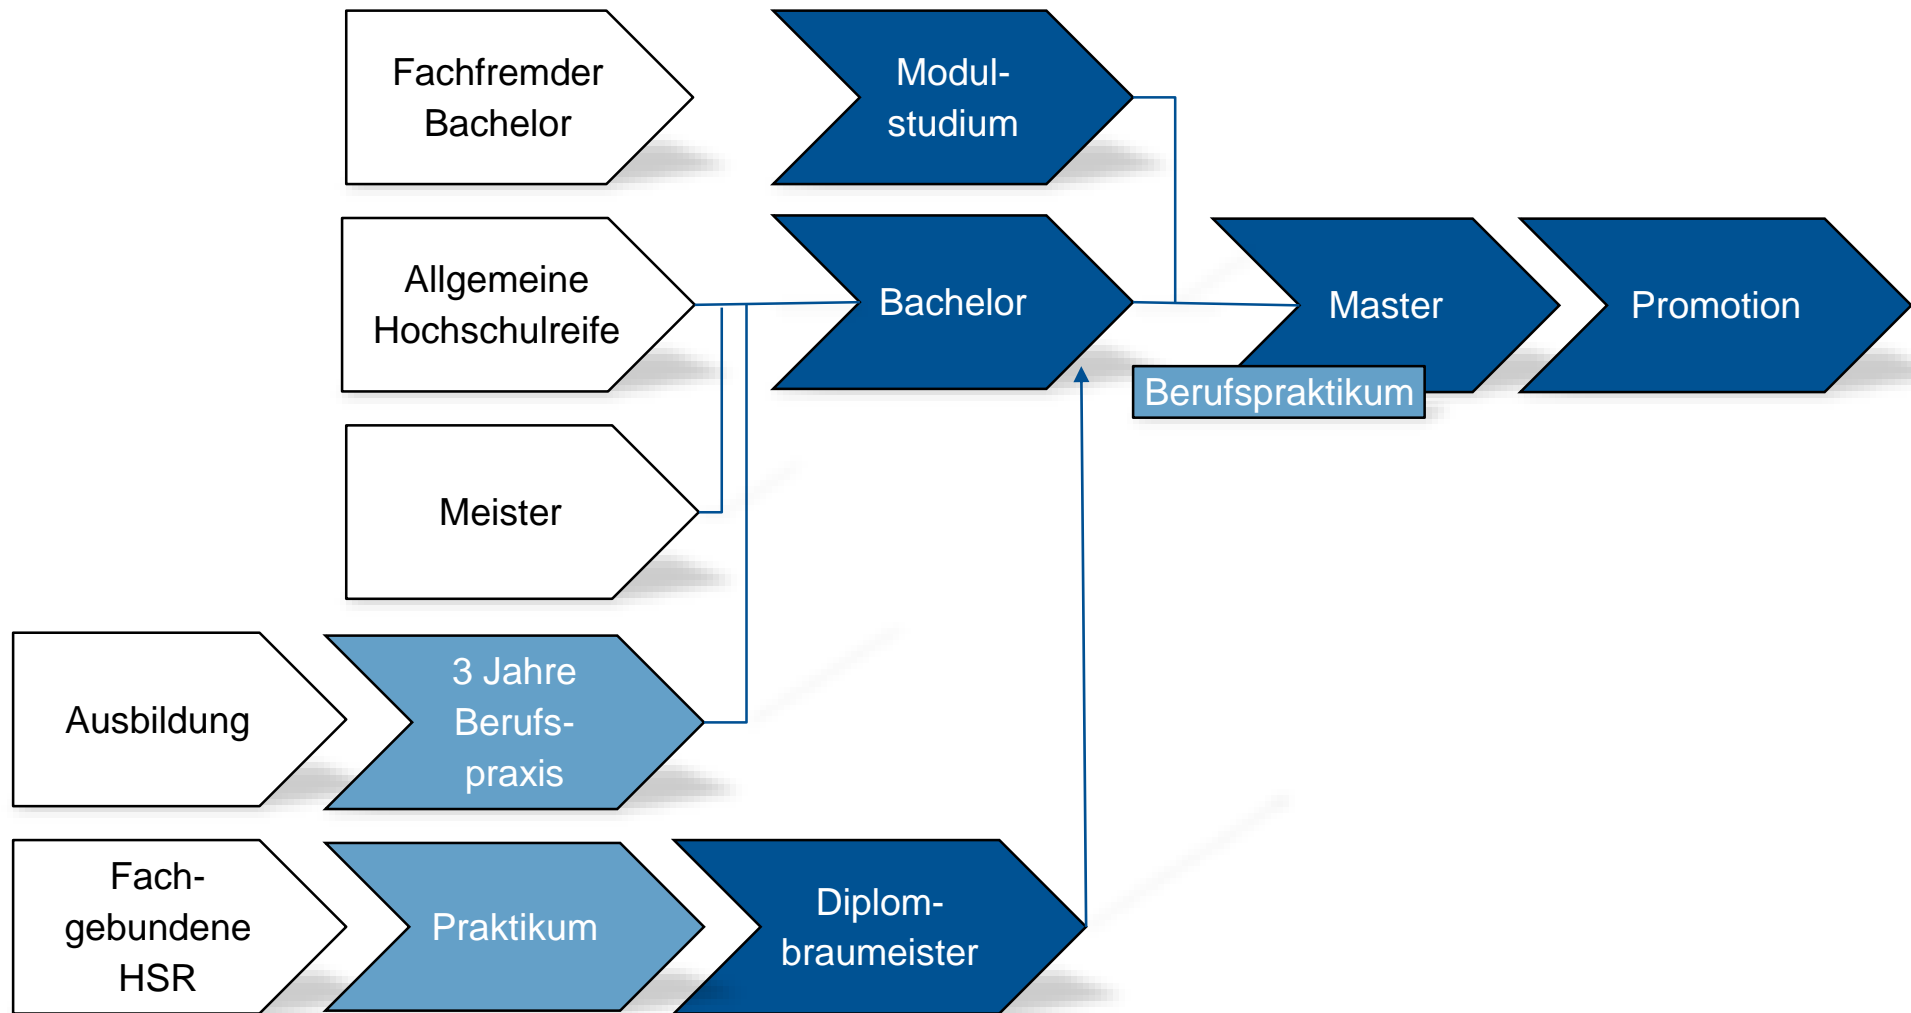 Fachfremder
Bachelor
Modul-
studium
Allgemeine
Hochschulreife
Bachelor
Master
Promotion
Berufspraktikum
Meister
Ausbildung
3 Jahre
Berufs-
praxis
Fach-
gebundene
HSR
Praktikum
Diplom-
braumeister